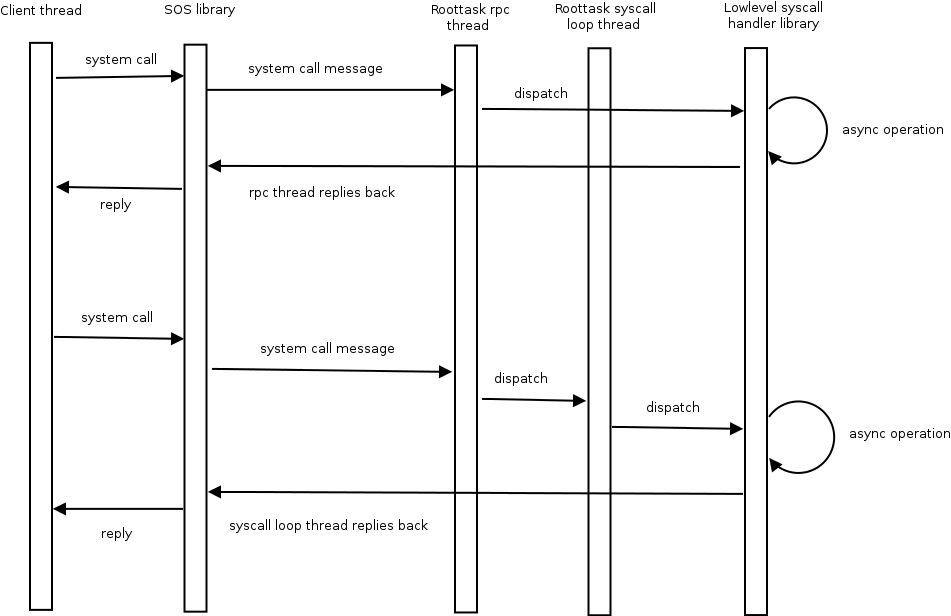 Client thread
SOS library
Roottask rpc
thread
Roottask syscall
loop thread
Lowlevel syscall
handler library
system call
system call message
dispatch
async operation
rpc thread replies back
reply
system call
system call message
dispatch
dispatch
async operation
syscall loop thread replies back
reply